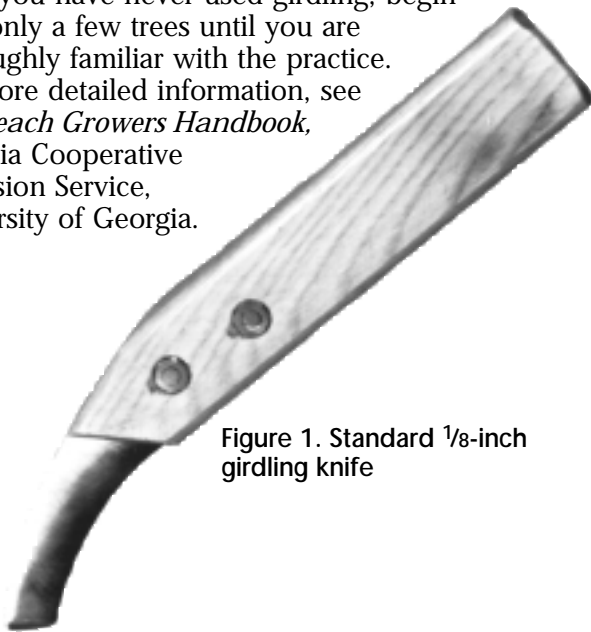 you have never used girdling, begin
only a few trees until you are
ughly familiar with the practice.
ore detailed information, see
each Growers Handbook,
ia Cooperative
sion Service,
rsity of Georgia.
Figure 1. Standard 1/8-inch
girdling knife